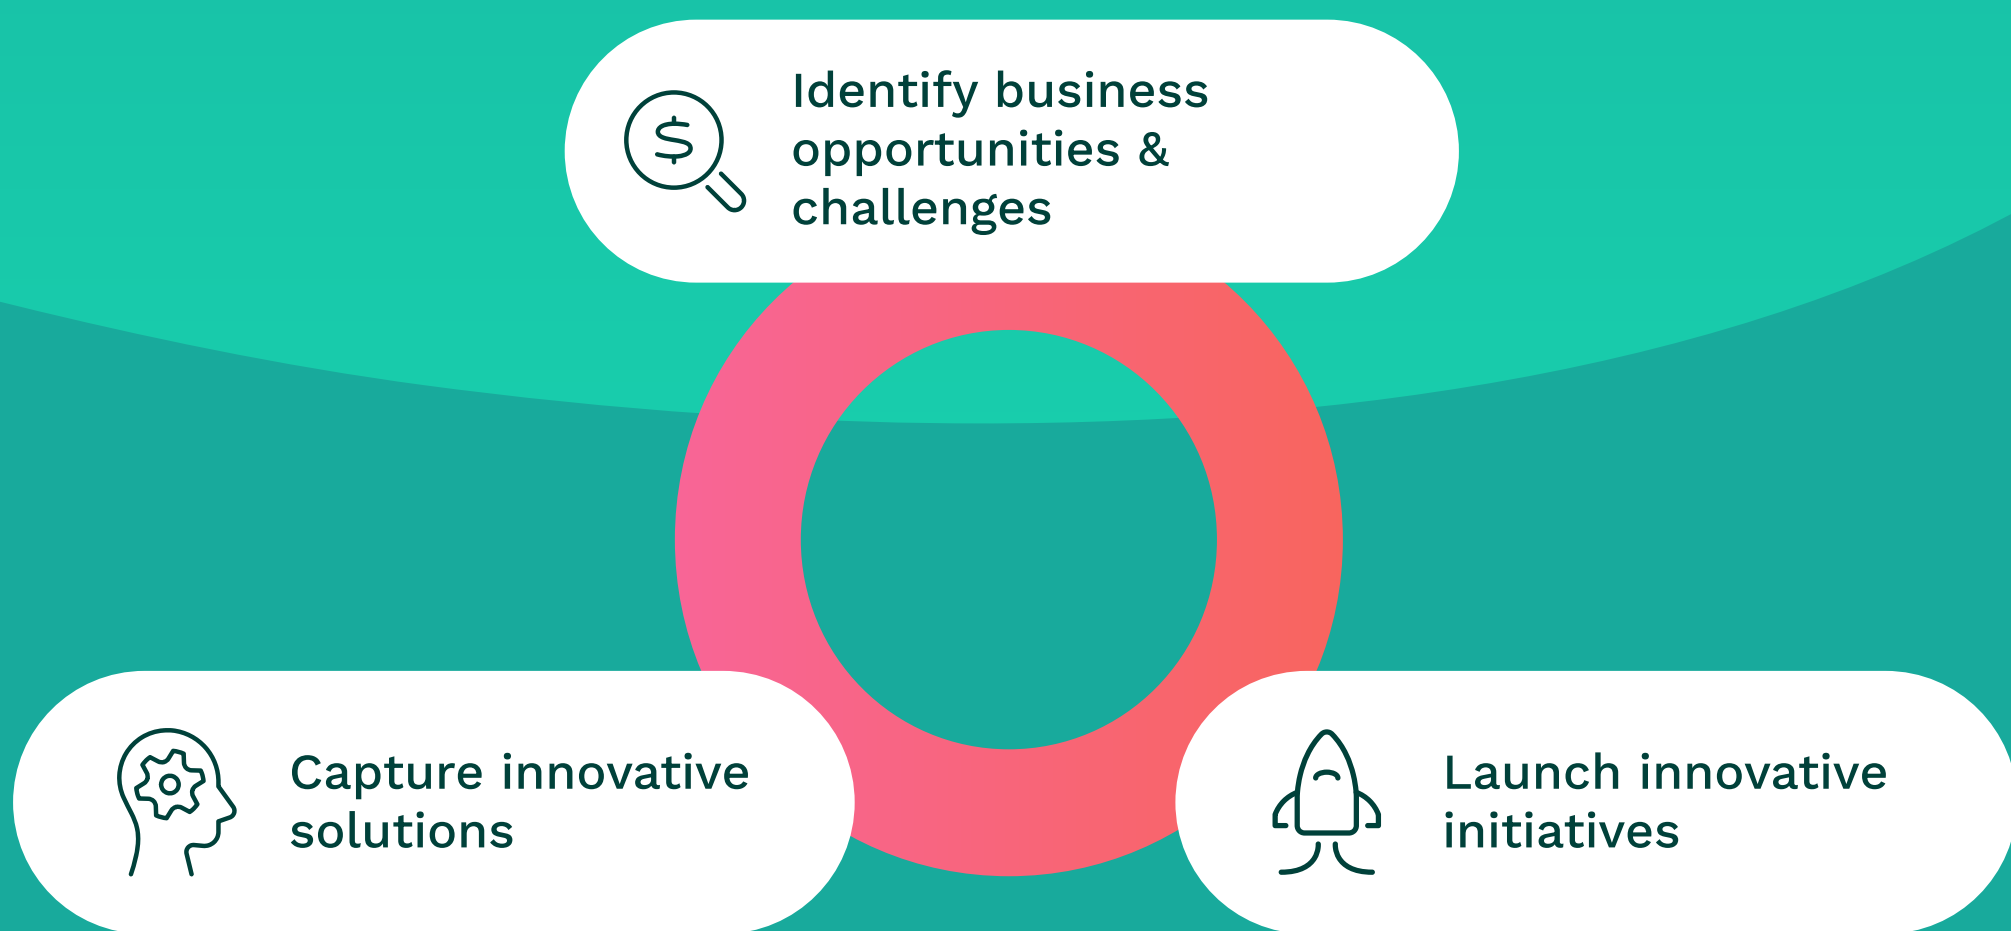 Identify business
opportunities &
challenges
Capture innovative
solutions
Launch innovative
initiatives